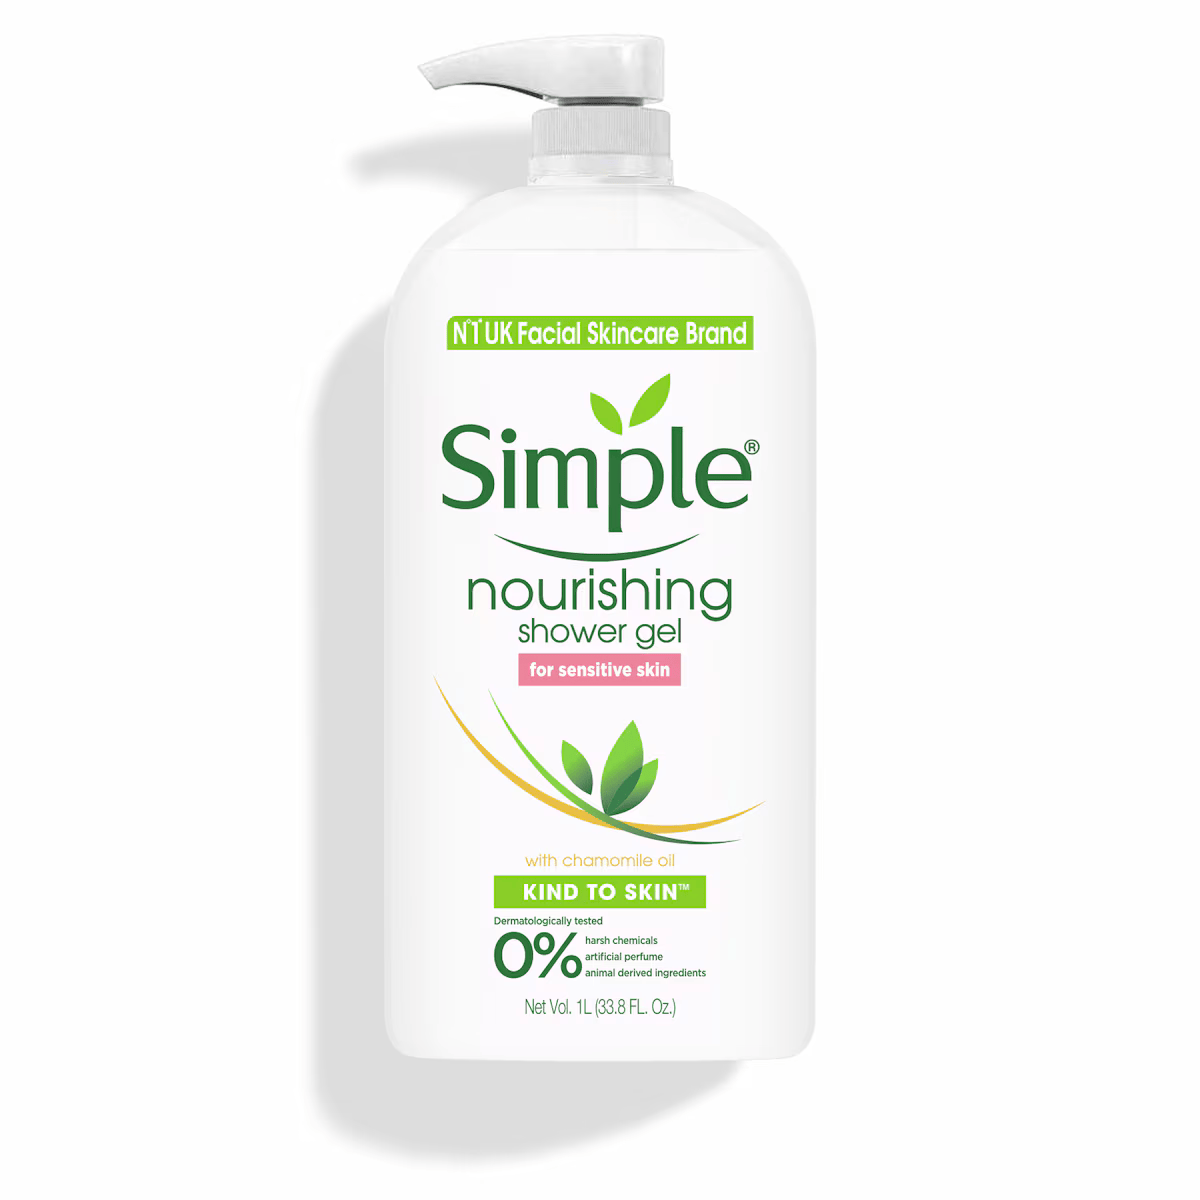 N°1* UK Facial Skincare Brand
Simple®
nourishing
shower gel
for sensitive skin
with chamomile oil
KIND TO SKIN™
Dermatologically tested
0%
harsh chemicals
artificial perfume
animal derived ingredients
Net Vol. 1L (33.8 FL. Oz.)